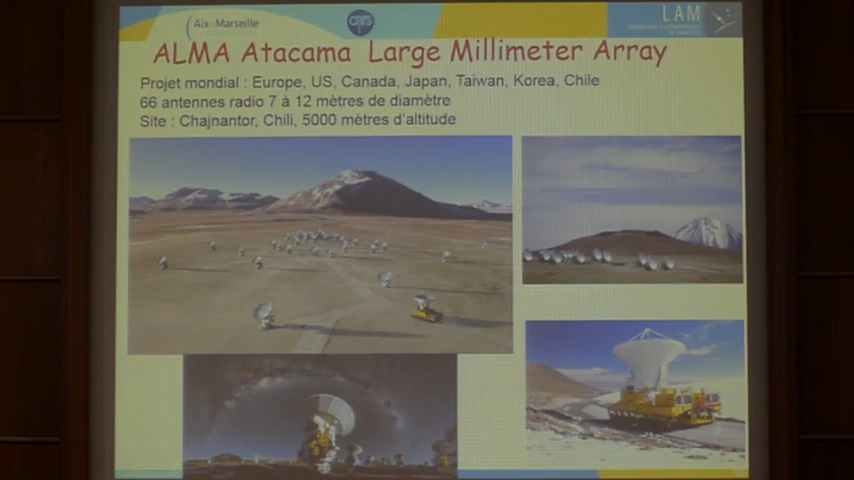 Aix Marseille
LAM
ALMA Atacama Large Millimeter Array
Projet mondial : Europe, US, Canada, Japan, Taiwan, Korea, Chile
66 antennes radio 7 à 12 mètres de diamètre
Site : Chajnantor, Chili, 5000 mètres d'altitude